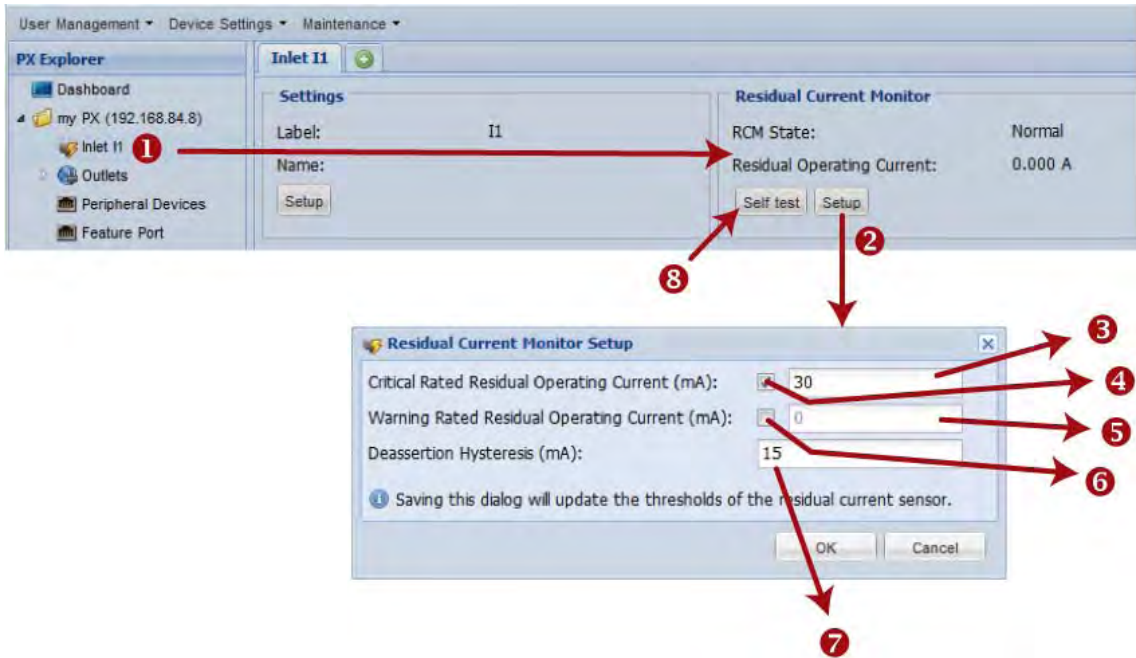 User Management Device Settings Maintenance
PX Explorer
Dashboard
my PX (192.168.84.8)
Inlet I1
Outlets
Peripheral Devices
Feature Port
Inlet I1
Settings
Label: I1
Name:
Setup
Residual Current Monitor
RCM State: Normal
Residual Operating Current: 0.000 A
Self test Setup
1
2
8
Residual Current Monitor Setup
Critical Rated Residual Operating Current (mA): 30
Warning Rated Residual Operating Current (mA): 0
Deassertion Hysteresis (mA): 15
Saving this dialog will update the thresholds of the residual current sensor.
OK Cancel
3
4
5
6
7